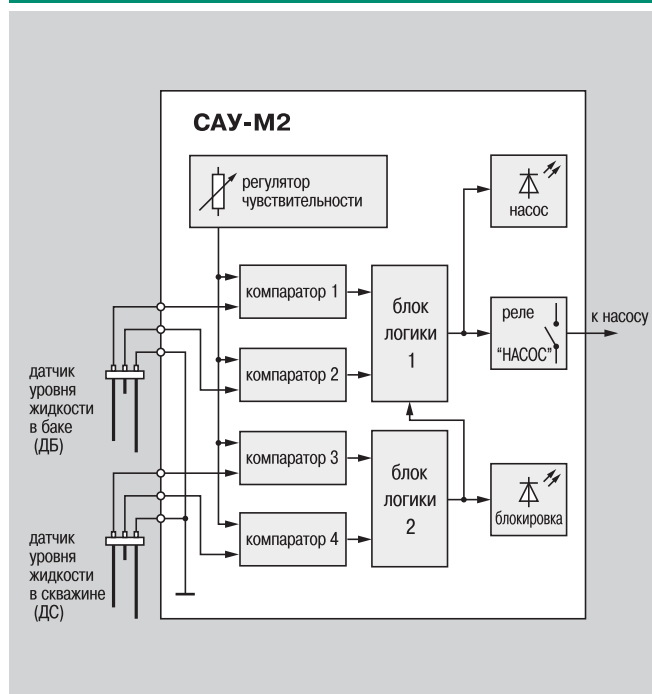 САУ-М2
регулятор
чувствительности
насос
компаратор 1
блок
логики
1
реле
"НАСОС"
к насосу
компаратор 2
датчик
уровня
жидкости
в баке
(ДБ)
компаратор 3
блок
логики
2
блокировка
компаратор 4
датчик
уровня
жидкости
в скважине
(ДС)